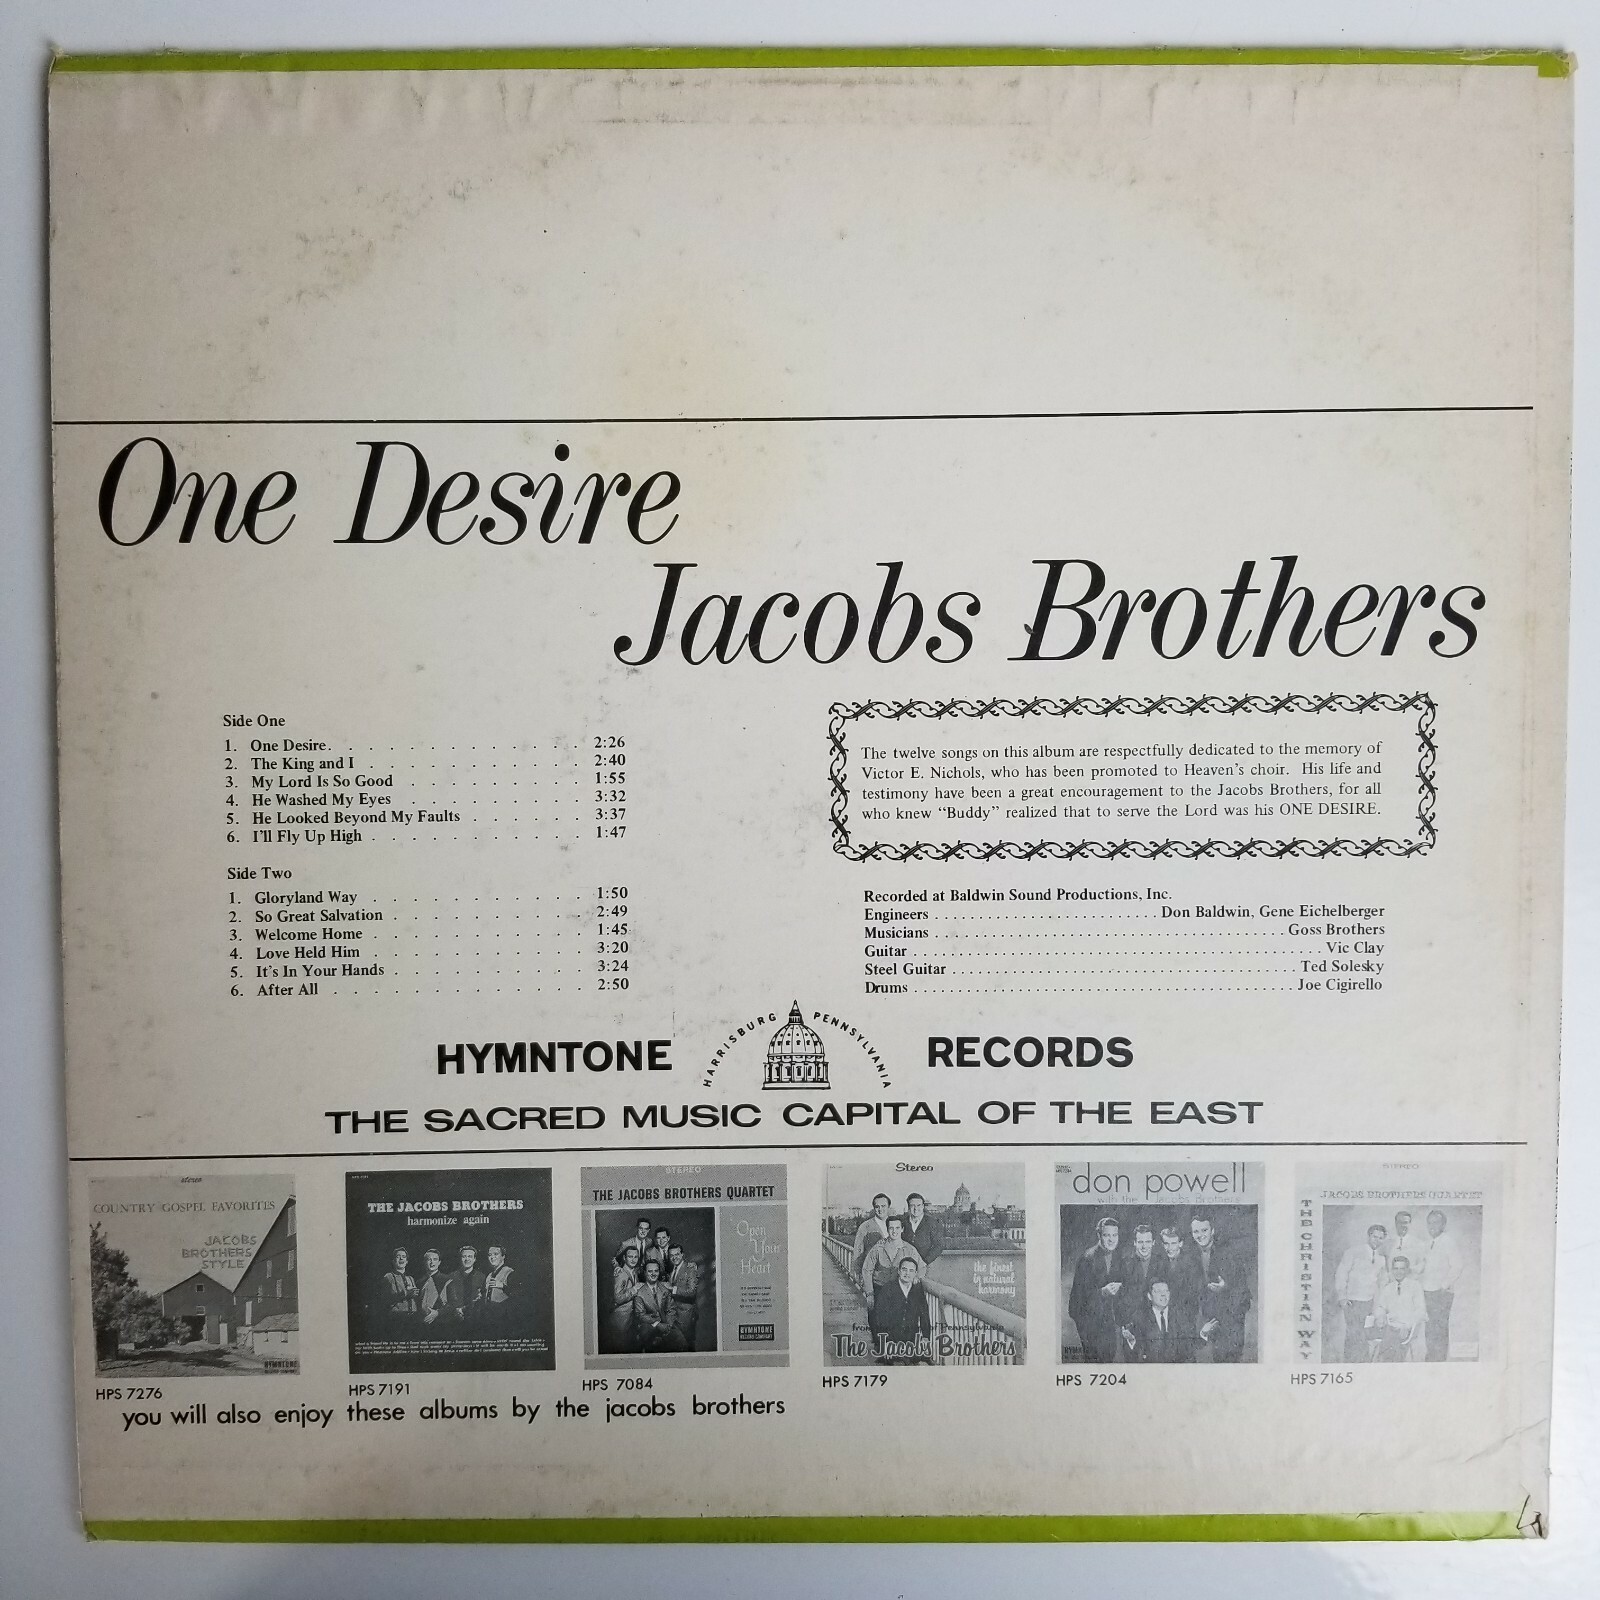 One Desire
Jacobs Brothers
Side One
1. One Desire. . . . . . . . . . . . . 2:26
2. The King and I . . . . . . . . . . . 2:40
3. My Lord Is So Good . . . . . . . . . 1:55
4. He Washed My Eyes . . . . . . . . . 3:32
5. He Looked Beyond My Faults . . . . . . 3:37
6. I'll Fly Up High . . . . . . . . . . . 1:47
Side Two
1. Gloryland Way . . . . . . . . . . . 1:50
2. So Great Salvation . . . . . . . . . . 2:49
3. Welcome Home . . . . . . . . . . . 1:45
4. Love Held Him . . . . . . . . . . . 3:20
5. It's In Your Hands . . . . . . . . . . 3:24
6. After All . . . . . . . . . . . . . 2:50
The twelve songs on this album are respectfully dedicated to the memory of
Victor E. Nichols, who has been promoted to Heaven's choir. His life and
testimony have been a great encouragement to the Jacobs Brothers, for all
who knew "Buddy" realized that to serve the Lord was his ONE DESIRE.
Recorded at Baldwin Sound Productions, Inc.
Engineers . . . . . . . . . . . . . . . . . . . . . . . . . Don Baldwin, Gene Eichelberger
Musicians . . . . . . . . . . . . . . . . . . . . . . . . . . . . . . . . . . . . . . . Goss Brothers
Guitar . . . . . . . . . . . . . . . . . . . . . . . . . . . . . . . . . . . . . . . . . . . . . . Vic Clay
Steel Guitar . . . . . . . . . . . . . . . . . . . . . . . . . . . . . . . . . . . . . . . Ted Solesky
Drums . . . . . . . . . . . . . . . . . . . . . . . . . . . . . . . . . . . . . . . . . . . Joe Cigirello
HYMNTONE HARRISBURG PENNSYLVANIA RECORDS
THE SACRED MUSIC CAPITAL OF THE EAST
stereo
COUNTRY GOSPEL FAVORITES
JACOBS
BROTHERS
STYLE
HYMNTONE
THE JACOBS BROTHERS
harmonize again
STEREO
THE JACOBS BROTHERS QUARTET
Open
Your
Heart
HYMNTONE
RECORD COMPANY
Stereo
the finest
in natural
harmony
from of Pennsylvania
The Jacobs Brothers
don powell
with the Jacobs Brothers
HYMNTONE
STEREO
JACOBS BROTHERS QUARTET
THE CHRISTIAN WAY
HPS 7276
HPS 7191
HPS 7084
HPS 7179
HPS 7204
HPS 7165
you will also enjoy these albums by the jacobs brothers